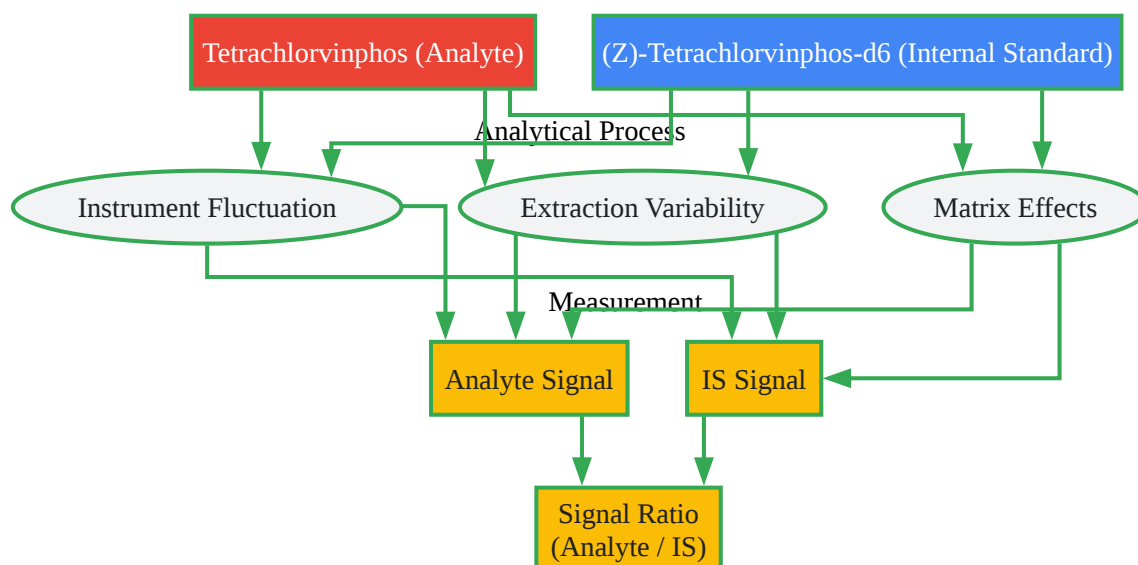 Tetrachlorvinphos (Analyte)
(Z)-Tetrachlorvinphos-d6 (Internal Standard)
Analytical Process
Instrument Fluctuation
Extraction Variability
Matrix Effects
Measurement
Analyte Signal
IS Signal
Signal Ratio
(Analyte / IS)